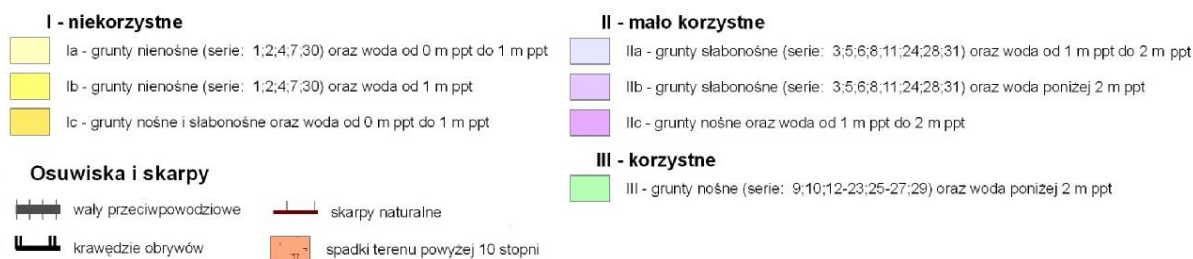 I - niekorzystne
Ia - grunty nienośne (serie: 1;2;4;7;30) oraz woda od 0 m ppt do 1 m ppt
Ib - grunty nienośne (serie: 1;2;4;7;30) oraz woda od 1 m ppt
Ic - grunty nośne i słabonośne oraz woda od 0 m ppt do 1 m ppt
Osuwiska i skarpy
wały przeciwpowodziowe
skarpy naturalne
krawędzie obrywów
spadki terenu powyżej 10 stopni
II - mało korzystne
IIa - grunty słabonośne (serie: 3;5;6;8;11;24;28;31) oraz woda od 1 m ppt do 2 m ppt
IIb - grunty słabonośne (serie: 3;5;6;8;11;24;28;31) oraz woda poniżej 2 m ppt
IIc - grunty nośne oraz woda od 1 m ppt do 2 m ppt
III - korzystne
III - grunty nośne (serie: 9;10;12-23;25-27;29) oraz woda poniżej 2 m ppt